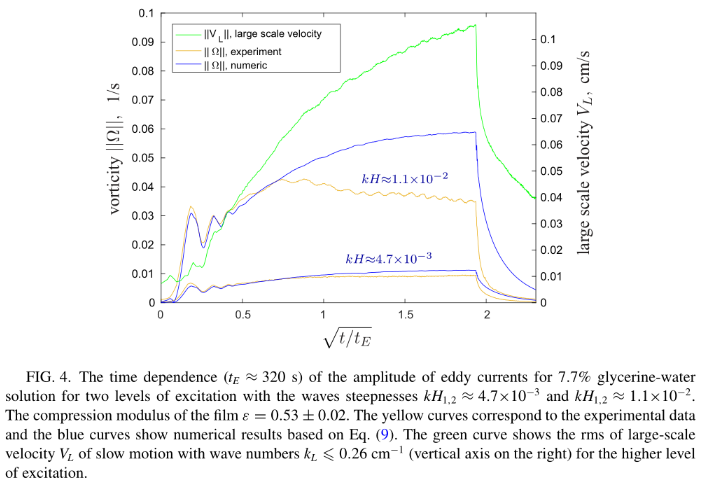 ||V_L||, large scale velocity
|| Ω||, experiment
|| Ω||, numeric
0.1
0.09
0.08
0.07
0.06
0.05
0.04
0.03
0.02
0.01
0
vorticity ||Ω||, 1/s
kH≈1.1×10⁻²
kH≈4.7×10⁻³
0.1
0.09
0.08
0.07
0.06
0.05
0.04
0.03
0.02
0.01
0
large scale velocity V_L, cm/s
0 0.5 1 1.5 2
√t/t_E
FIG. 4. The time dependence (t_E ≈ 320 s) of the amplitude of eddy currents for 7.7% glycerine-water
solution for two levels of excitation with the waves steepnesses kH₁,₂ ≈ 4.7×10⁻³ and kH₁,₂ ≈ 1.1×10⁻².
The compression modulus of the film ε = 0.53 ± 0.02. The yellow curves correspond to the experimental data
and the blue curves show numerical results based on Eq. (9). The green curve shows the rms of large-scale
velocity V_L of slow motion with wave numbers k_L ⩽ 0.26 cm⁻¹ (vertical axis on the right) for the higher level
of excitation.